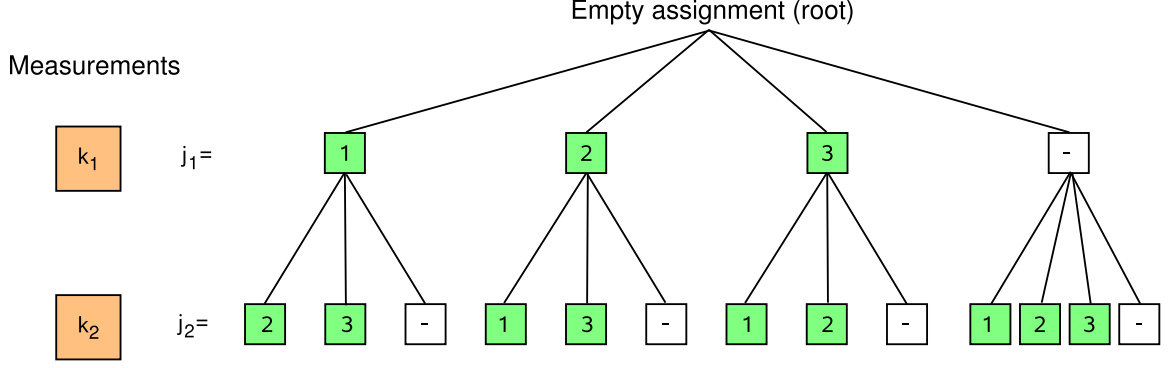 Empty assignment (root)
Measurements
k1 j1= 1 2 3 -
k2 j2= 2 3 - 1 3 - 1 2 - 1 2 3 -